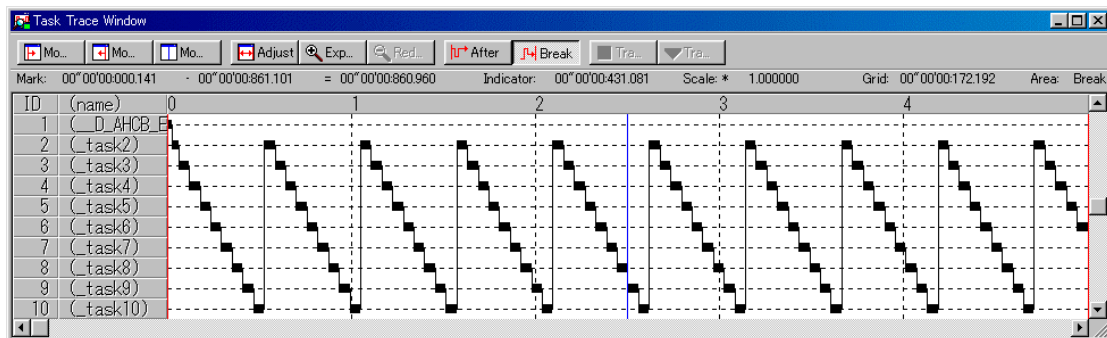 Task Trace Window
Mo... Mo... Mo... Adjust Exp... Red... After Break Tra... Tra...
Mark: 00"00'00:000.141 - 00"00'00:861.101 = 00"00'00:860.960 Indicator: 00"00'00:431.081 Scale: * 1.000000 Grid: 00"00'00:172.192 Area: Break
ID (name) 0 1 2 3 4
1 (__D_AHCB_E
2 (_task2)
3 (_task3)
4 (_task4)
5 (_task5)
6 (_task6)
7 (_task7)
8 (_task8)
9 (_task9)
10 (_task10)